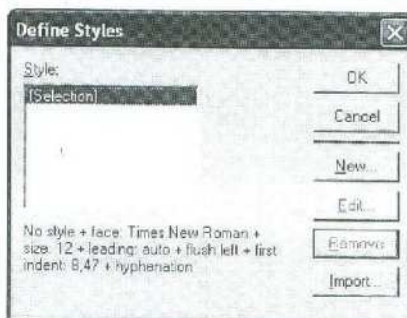 Define Styles
Style:
[Selection]
OK
Cancel
New...
Edit...
Remove
Import...
No style + face: Times New Roman +
size: 12 + leading: auto + flush left + first
indent: 8,47 + hyphenation